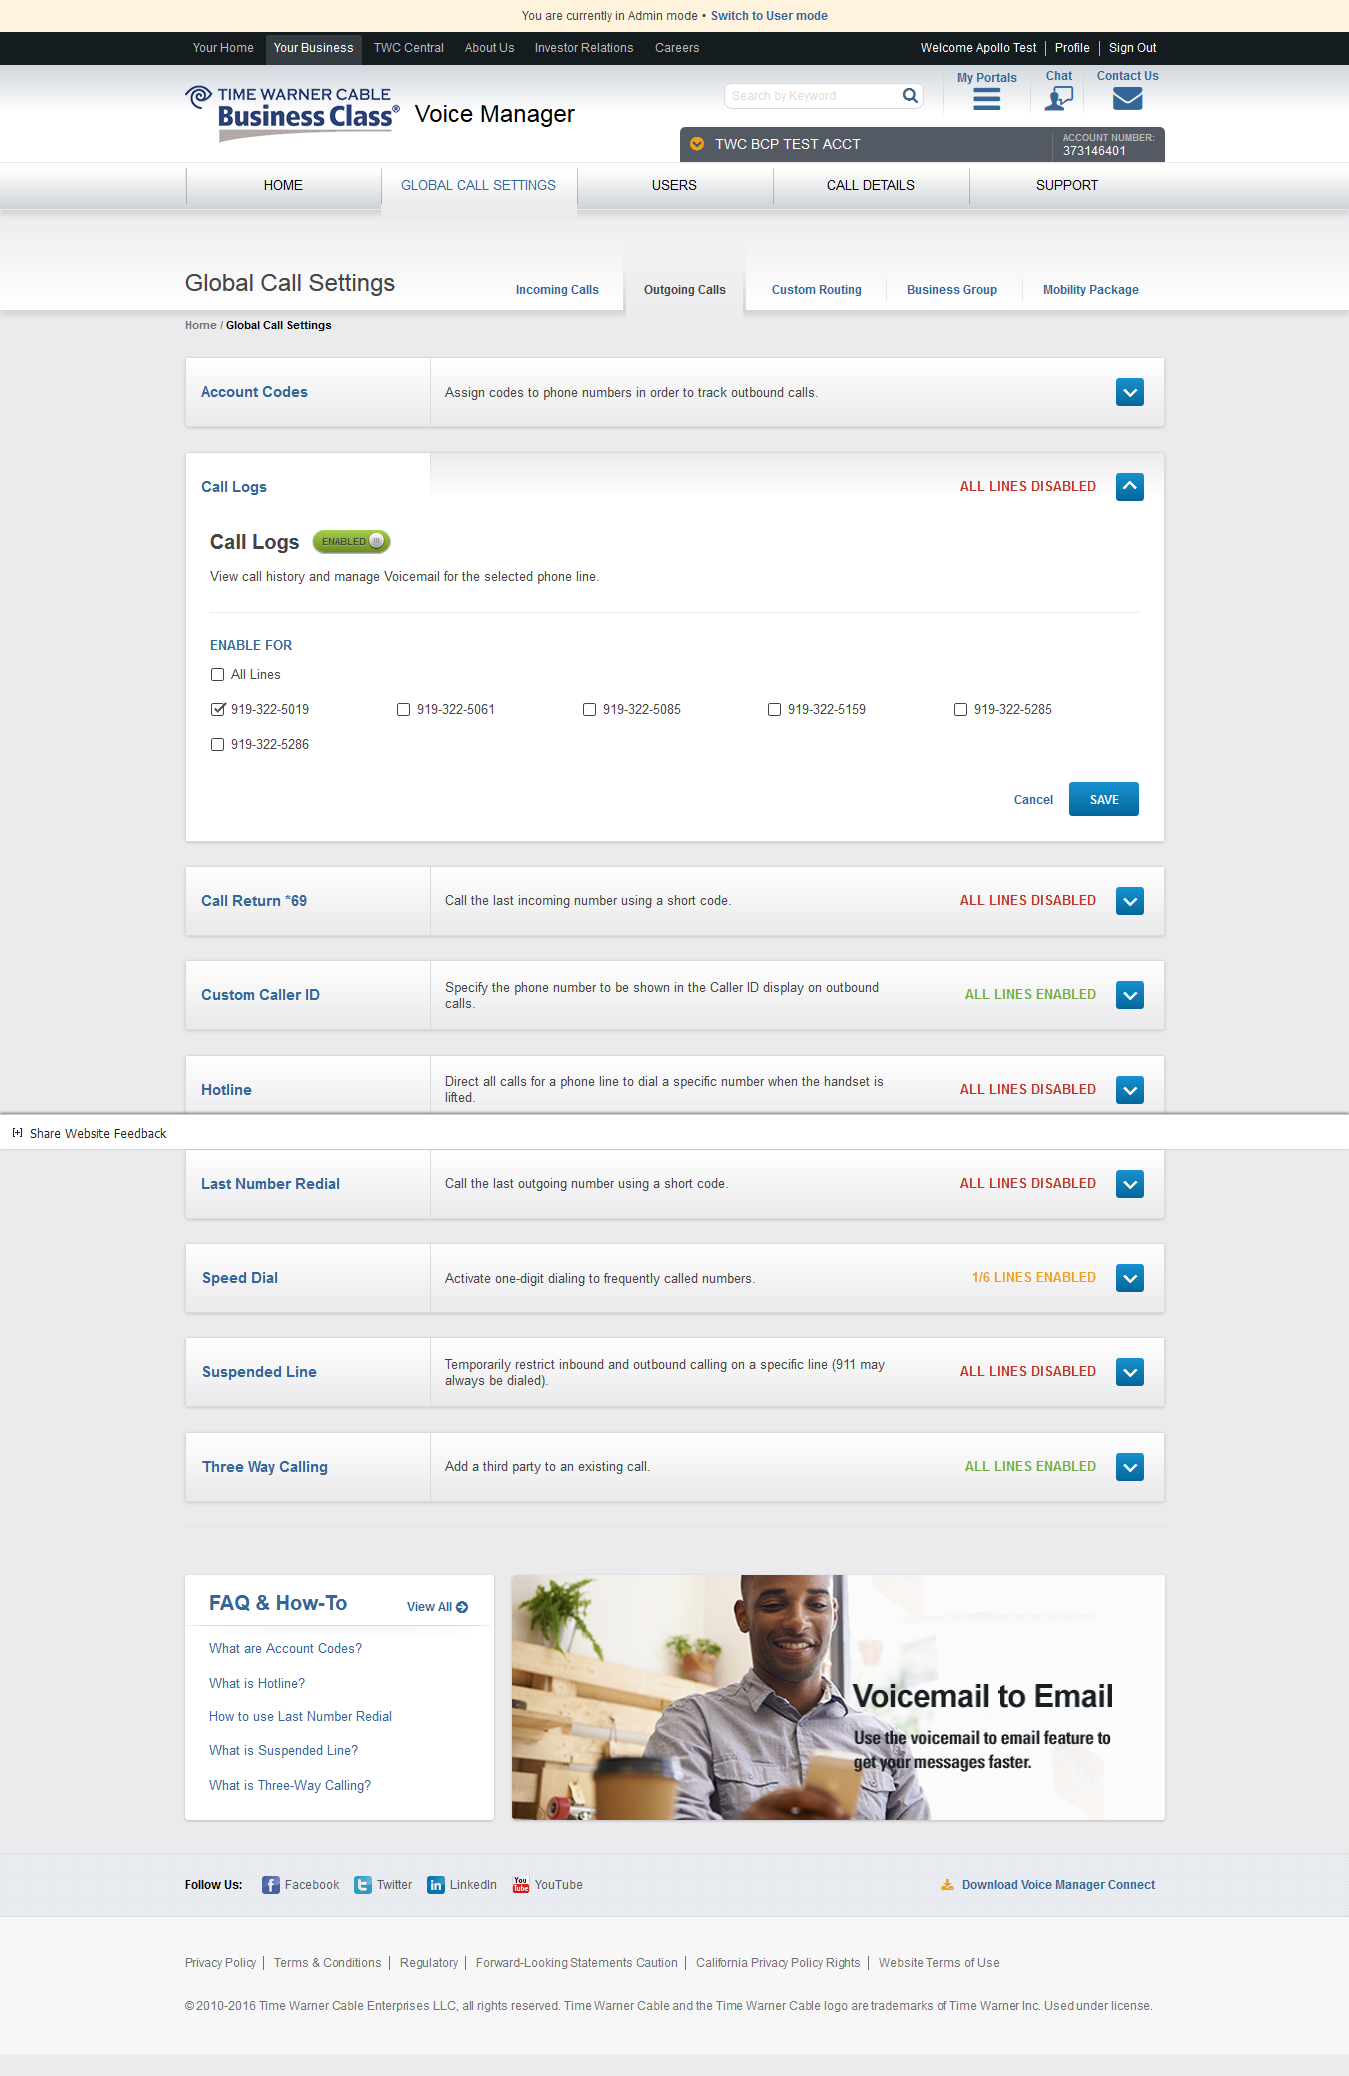 You are currently in Admin mode • Switch to User mode
Your Home Your Business TWC Central About Us Investor Relations Careers Welcome Apollo Test Profile Sign Out
TIME WARNER CABLE
Business Class®
Voice Manager
Search by Keyword
My Portals
Chat
Contact Us
TWC BCP TEST ACCT
ACCOUNT NUMBER:
373146401
HOME GLOBAL CALL SETTINGS USERS CALL DETAILS SUPPORT
Global Call Settings
Incoming Calls Outgoing Calls Custom Routing Business Group Mobility Package
Home / Global Call Settings
Account Codes
Assign codes to phone numbers in order to track outbound calls.
Call Logs
ALL LINES DISABLED
Call Logs
ENABLED
View call history and manage Voicemail for the selected phone line.
ENABLE FOR
All Lines
919-322-5019 919-322-5061 919-322-5085 919-322-5159 919-322-5285
919-322-5286
Cancel SAVE
Call Return *69
Call the last incoming number using a short code.
ALL LINES DISABLED
Custom Caller ID
Specify the phone number to be shown in the Caller ID display on outbound
calls.
ALL LINES ENABLED
Hotline
Direct all calls for a phone line to dial a specific number when the handset is
lifted.
ALL LINES DISABLED
[+] Share Website Feedback
Last Number Redial
Call the last outgoing number using a short code.
ALL LINES DISABLED
Speed Dial
Activate one-digit dialing to frequently called numbers.
1/6 LINES ENABLED
Suspended Line
Temporarily restrict inbound and outbound calling on a specific line (911 may
always be dialed).
ALL LINES DISABLED
Three Way Calling
Add a third party to an existing call.
ALL LINES ENABLED
FAQ & How-To
View All
What are Account Codes?
What is Hotline?
How to use Last Number Redial
What is Suspended Line?
What is Three-Way Calling?
Voicemail to Email
Use the voicemail to email feature to
get your messages faster.
Follow Us: Facebook Twitter LinkedIn YouTube
Download Voice Manager Connect
Privacy Policy Terms & Conditions Regulatory Forward-Looking Statements Caution California Privacy Policy Rights Website Terms of Use
© 2010-2016 Time Warner Cable Enterprises LLC, all rights reserved. Time Warner Cable and the Time Warner Cable logo are trademarks of Time Warner Inc. Used under license.